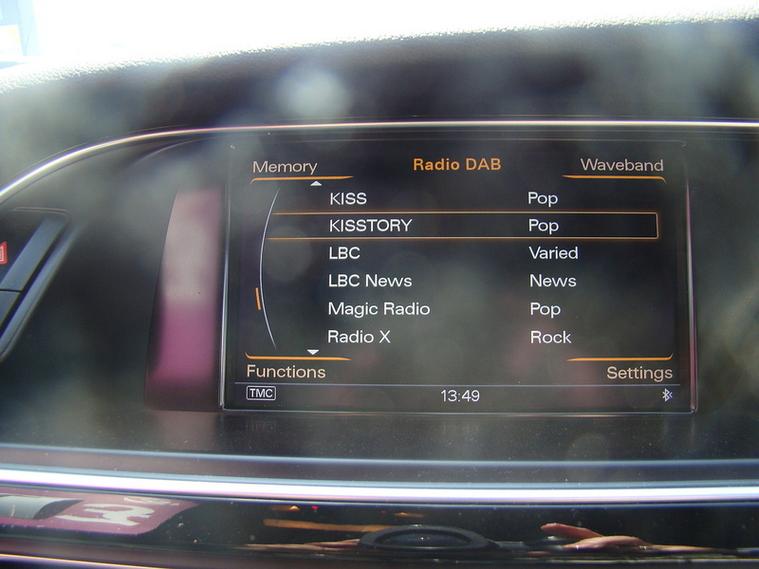 Memory Radio DAB Waveband
KISS Pop
KISSTORY Pop
LBC Varied
LBC News News
Magic Radio Pop
Radio X Rock
Functions Settings
TMC 13:49